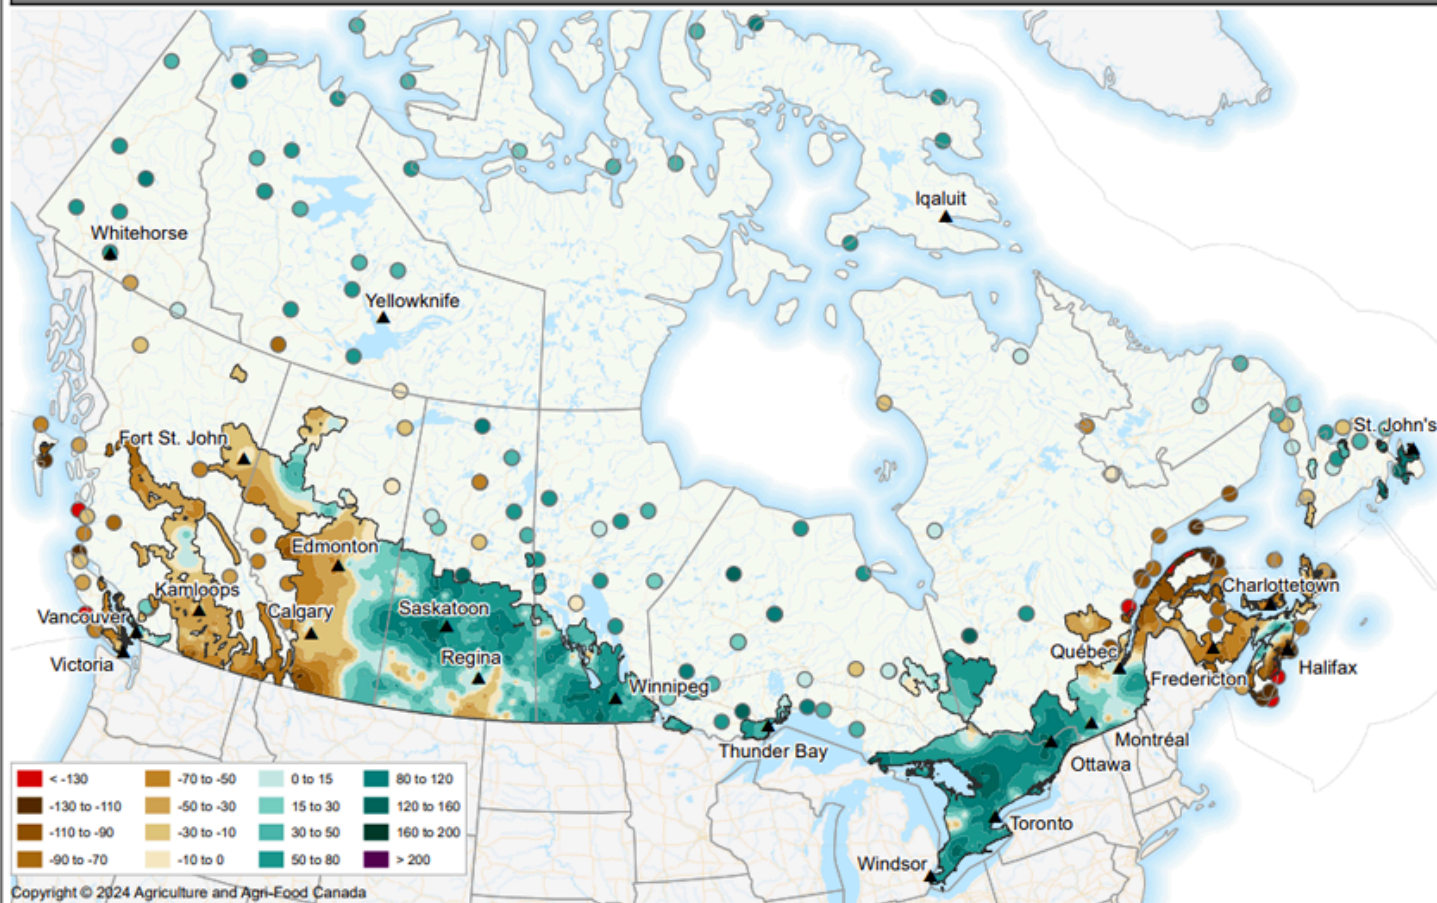 Iqaluit
Whitehorse
Yellowknife
St. John's
Fort St. John
Edmonton
Charlottetown
Kamloops
Calgary
Saskatoon
Vancouver
Québec
Victoria
Regina
Halifax
Fredericton
Winnipeg
Montréal
Thunder Bay
Ottawa
Toronto
Windsor
< -130 -70 to -50 0 to 15 80 to 120
-130 to -110 -50 to -30 15 to 30 120 to 160
-110 to -90 -30 to -10 30 to 50 160 to 200
-90 to -70 -10 to 0 50 to 80 > 200
Copyright © 2024 Agriculture and Agri-Food Canada